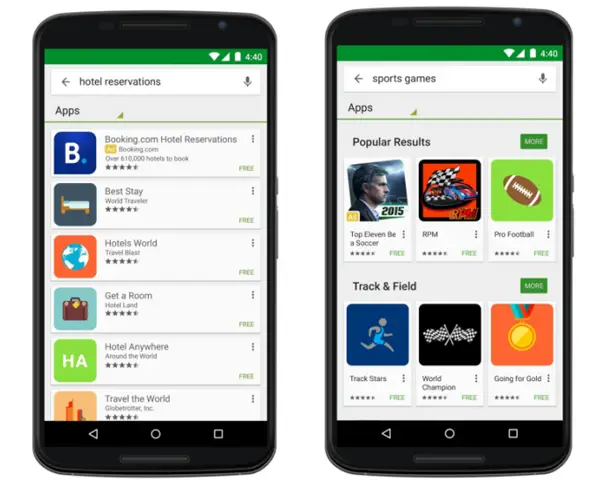 4:40
hotel reservations
Apps
B.
Booking.com Hotel Reservations
Ad Booking.com
Over 610,000 hotels to book
FREE
Best Stay
World Traveler
FREE
Hotels World
Travel Blast
FREE
Get a Room
Hotel Land
FREE
HA
Hotel Anywhere
Around the World
FREE
Travel the World
Globetrotter, Inc.
4:40
sports games
Apps
Popular Results
MORE
Ad
2015
RPM
Top Eleven Be
a Soccer
FREE
RPM
FREE
Pro Football
FREE
Track & Field
MORE
Track Stars
FREE
World
Champion
FREE
Going for Gold
FREE